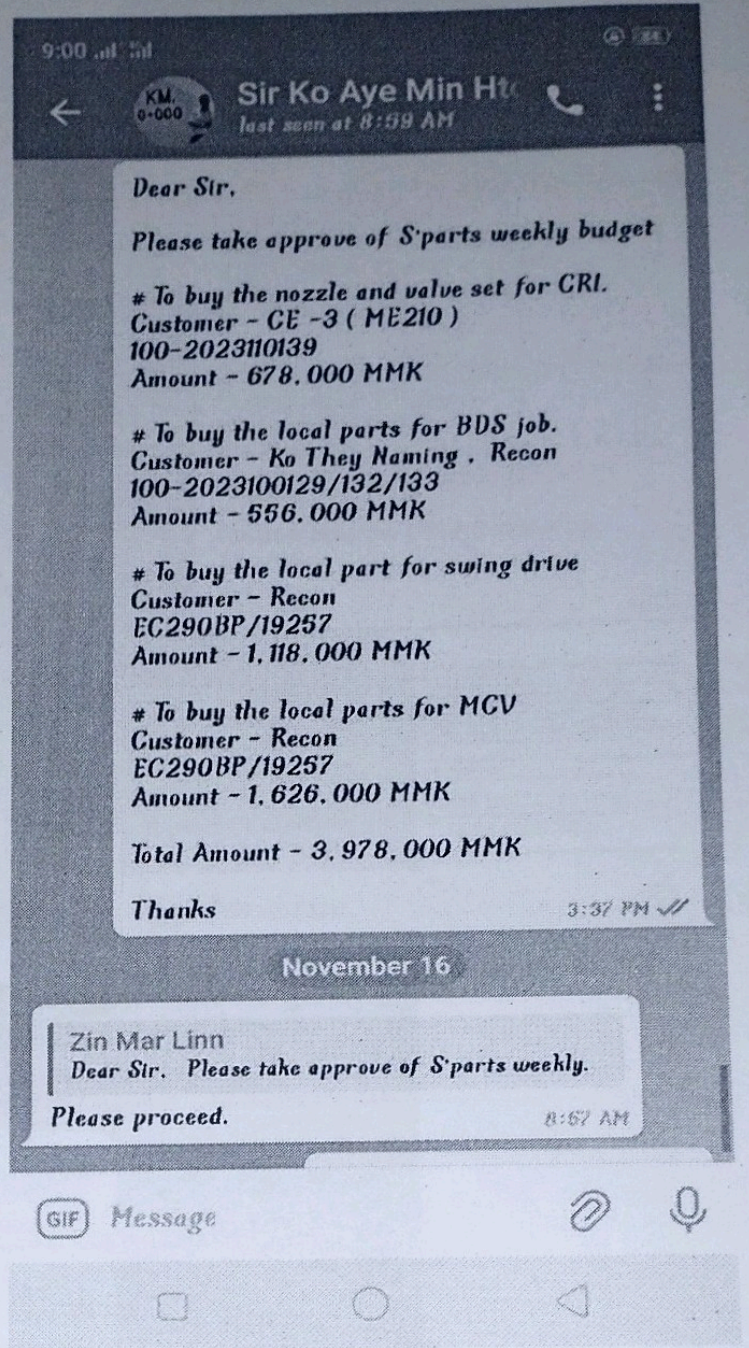 9:00
84
KM.
0-000
Sir Ko Aye Min Ht
last seen at 8:59 AM
Dear Sir,
Please take approve of S'parts weekly budget
# To buy the nozzle and valve set for CRI.
Customer - CE -3 ( ME210 )
100-2023110139
Amount - 678,000 MMK
# To buy the local parts for BDS job.
Customer - Ko They Naming , Recon
100-2023100129/132/133
Amount - 556,000 MMK
# To buy the local part for swing drive
Customer - Recon
EC290BP/19257
Amount - 1,118,000 MMK
# To buy the local parts for MCV
Customer - Recon
EC290BP/19257
Amount - 1,626,000 MMK
Total Amount - 3,978,000 MMK
Thanks
3:37 PM
November 16
Zin Mar Linn
Dear Sir, Please take approve of S'parts weekly.
Please proceed.
8:57 AM
GIF Message